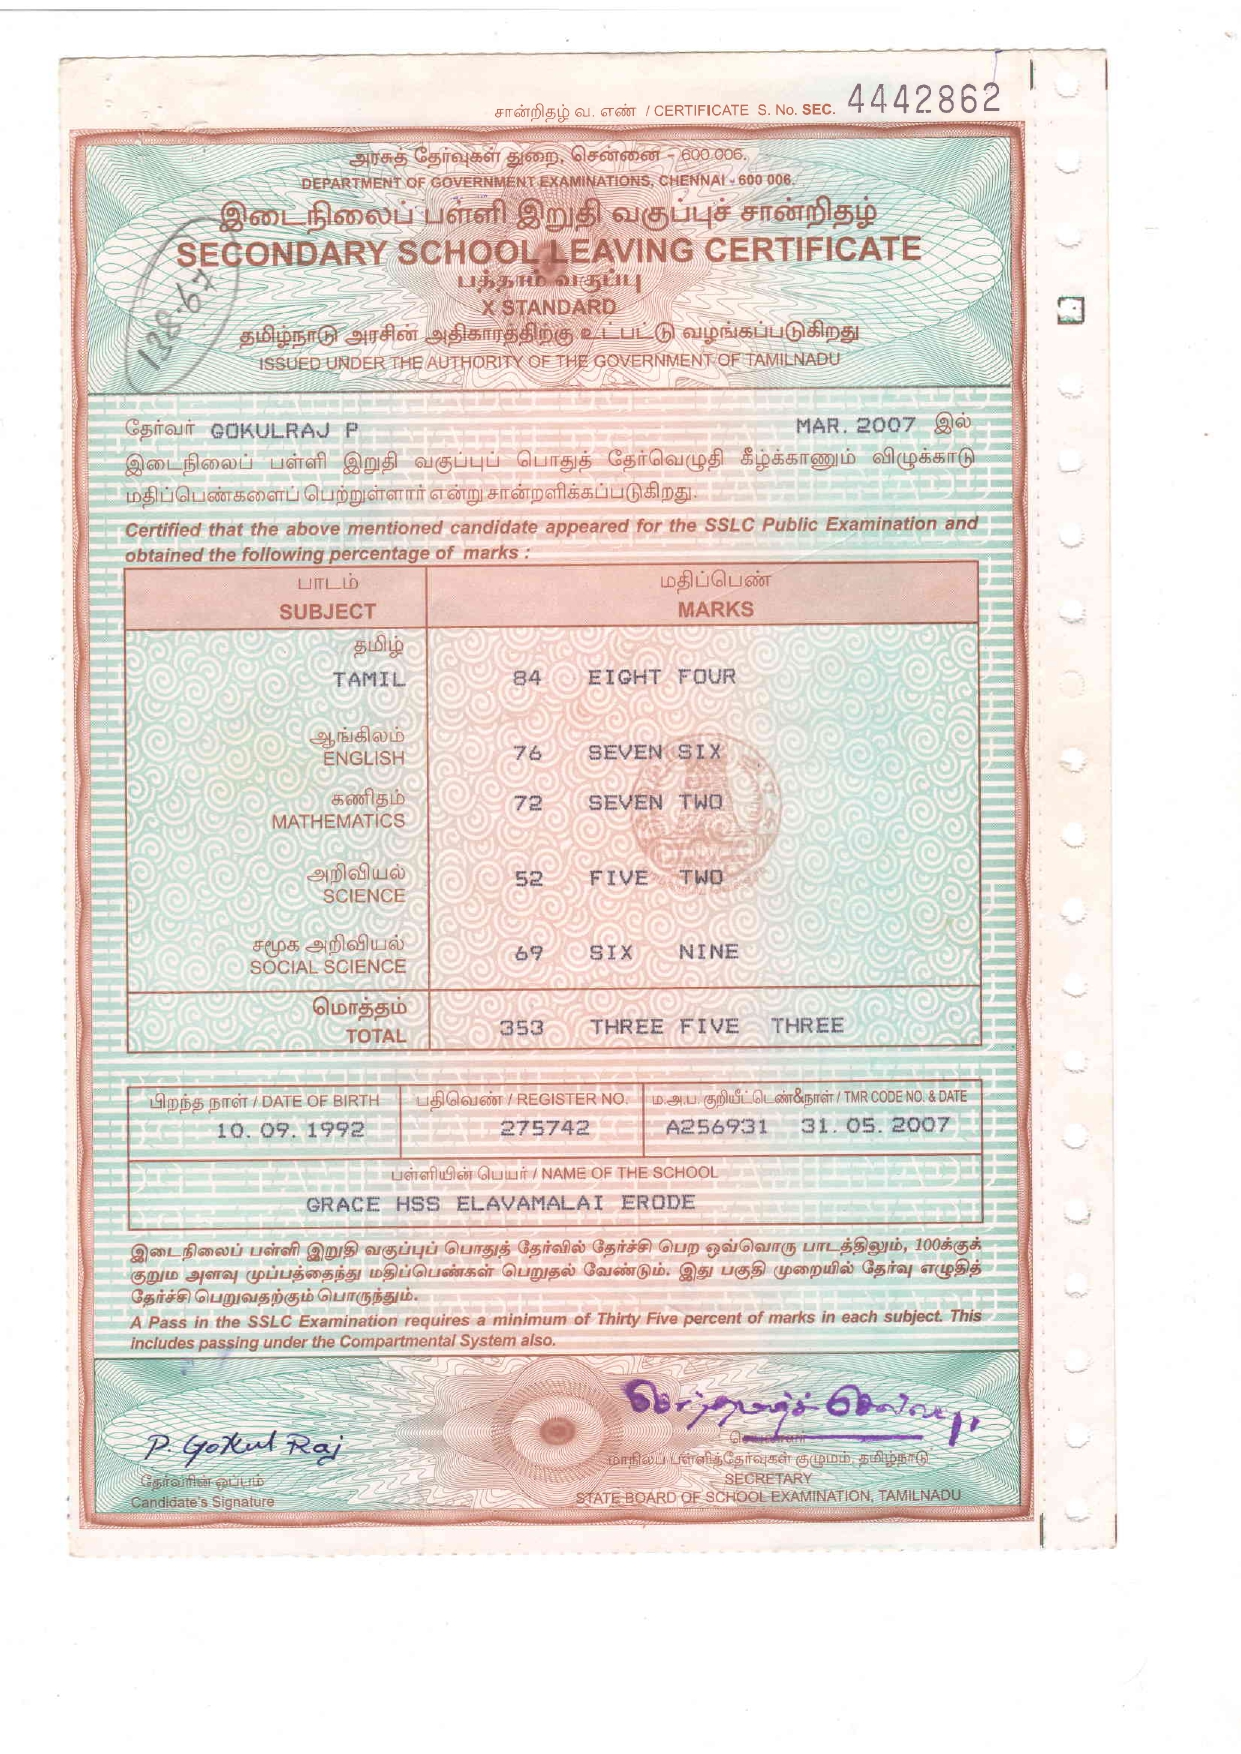 சான்றிதழ் வ. எண் / CERTIFICATE S. No. SEC. 4442862
அரசுத் தேர்வுகள் துறை, சென்னை - 600 006.
DEPARTMENT OF GOVERNMENT EXAMINATIONS, CHENNAI - 600 006.
இடைநிலைப் பள்ளி இறுதி வகுப்புச் சான்றிதழ்
SECONDARY SCHOOL LEAVING CERTIFICATE
பத்தாம் வகுப்பு
X STANDARD
138.67
தமிழ்நாடு அரசின் அதிகாரத்திற்கு உட்பட்டு வழங்கப்படுகிறது
ISSUED UNDER THE AUTHORITY OF THE GOVERNMENT OF TAMILNADU
தேர்வர் GOKULRAJ P MAR. 2007 இல்
இடைநிலைப் பள்ளி இறுதி வகுப்புப் பொதுத் தேர்வெழுதி கீழ்க்காணும் விழுக்காடு
மதிப்பெண்களைப் பெற்றுள்ளார் என்று சான்றளிக்கப்படுகிறது.
Certified that the above mentioned candidate appeared for the SSLC Public Examination and
obtained the following percentage of marks :
பாடம் மதிப்பெண்
SUBJECT MARKS
தமிழ்
TAMIL 84 EIGHT FOUR
ஆங்கிலம்
ENGLISH 76 SEVEN SIX
கணிதம்
MATHEMATICS 72 SEVEN TWO
அறிவியல்
SCIENCE 52 FIVE TWO
சமூக அறிவியல்
SOCIAL SCIENCE 69 SIX NINE
மொத்தம்
TOTAL 353 THREE FIVE THREE
பிறந்த நாள் / DATE OF BIRTH பதிவெண் / REGISTER NO. ம.அ.ப. குறியீட்டெண்&நாள் / TMR CODE NO. & DATE
10. 09. 1992 275742 A256931 31. 05. 2007
பள்ளியின் பெயர் / NAME OF THE SCHOOL
GRACE HSS ELAVAMALAI ERODE
இடைநிலைப் பள்ளி இறுதி வகுப்புப் பொதுத் தேர்வில் தேர்ச்சி பெற ஒவ்வொரு பாடத்திலும், 100க்குக்
குறும அளவு முப்பத்தைந்து மதிப்பெண்கள் பெறுதல் வேண்டும். இது பகுதி முறையில் தேர்வு எழுதித்
தேர்ச்சி பெறுவதற்கும் பொருந்தும்.
A Pass in the SSLC Examination requires a minimum of Thirty Five percent of marks in each subject. This
includes passing under the Compartmental System also.
P. Gokul Raj
தேர்வரின் ஒப்பம்
Candidate's Signature
மாநிலப் பள்ளித்தேர்வுகள் குழுமம், தமிழ்நாடு
SECRETARY
STATE BOARD OF SCHOOL EXAMINATION, TAMILNADU